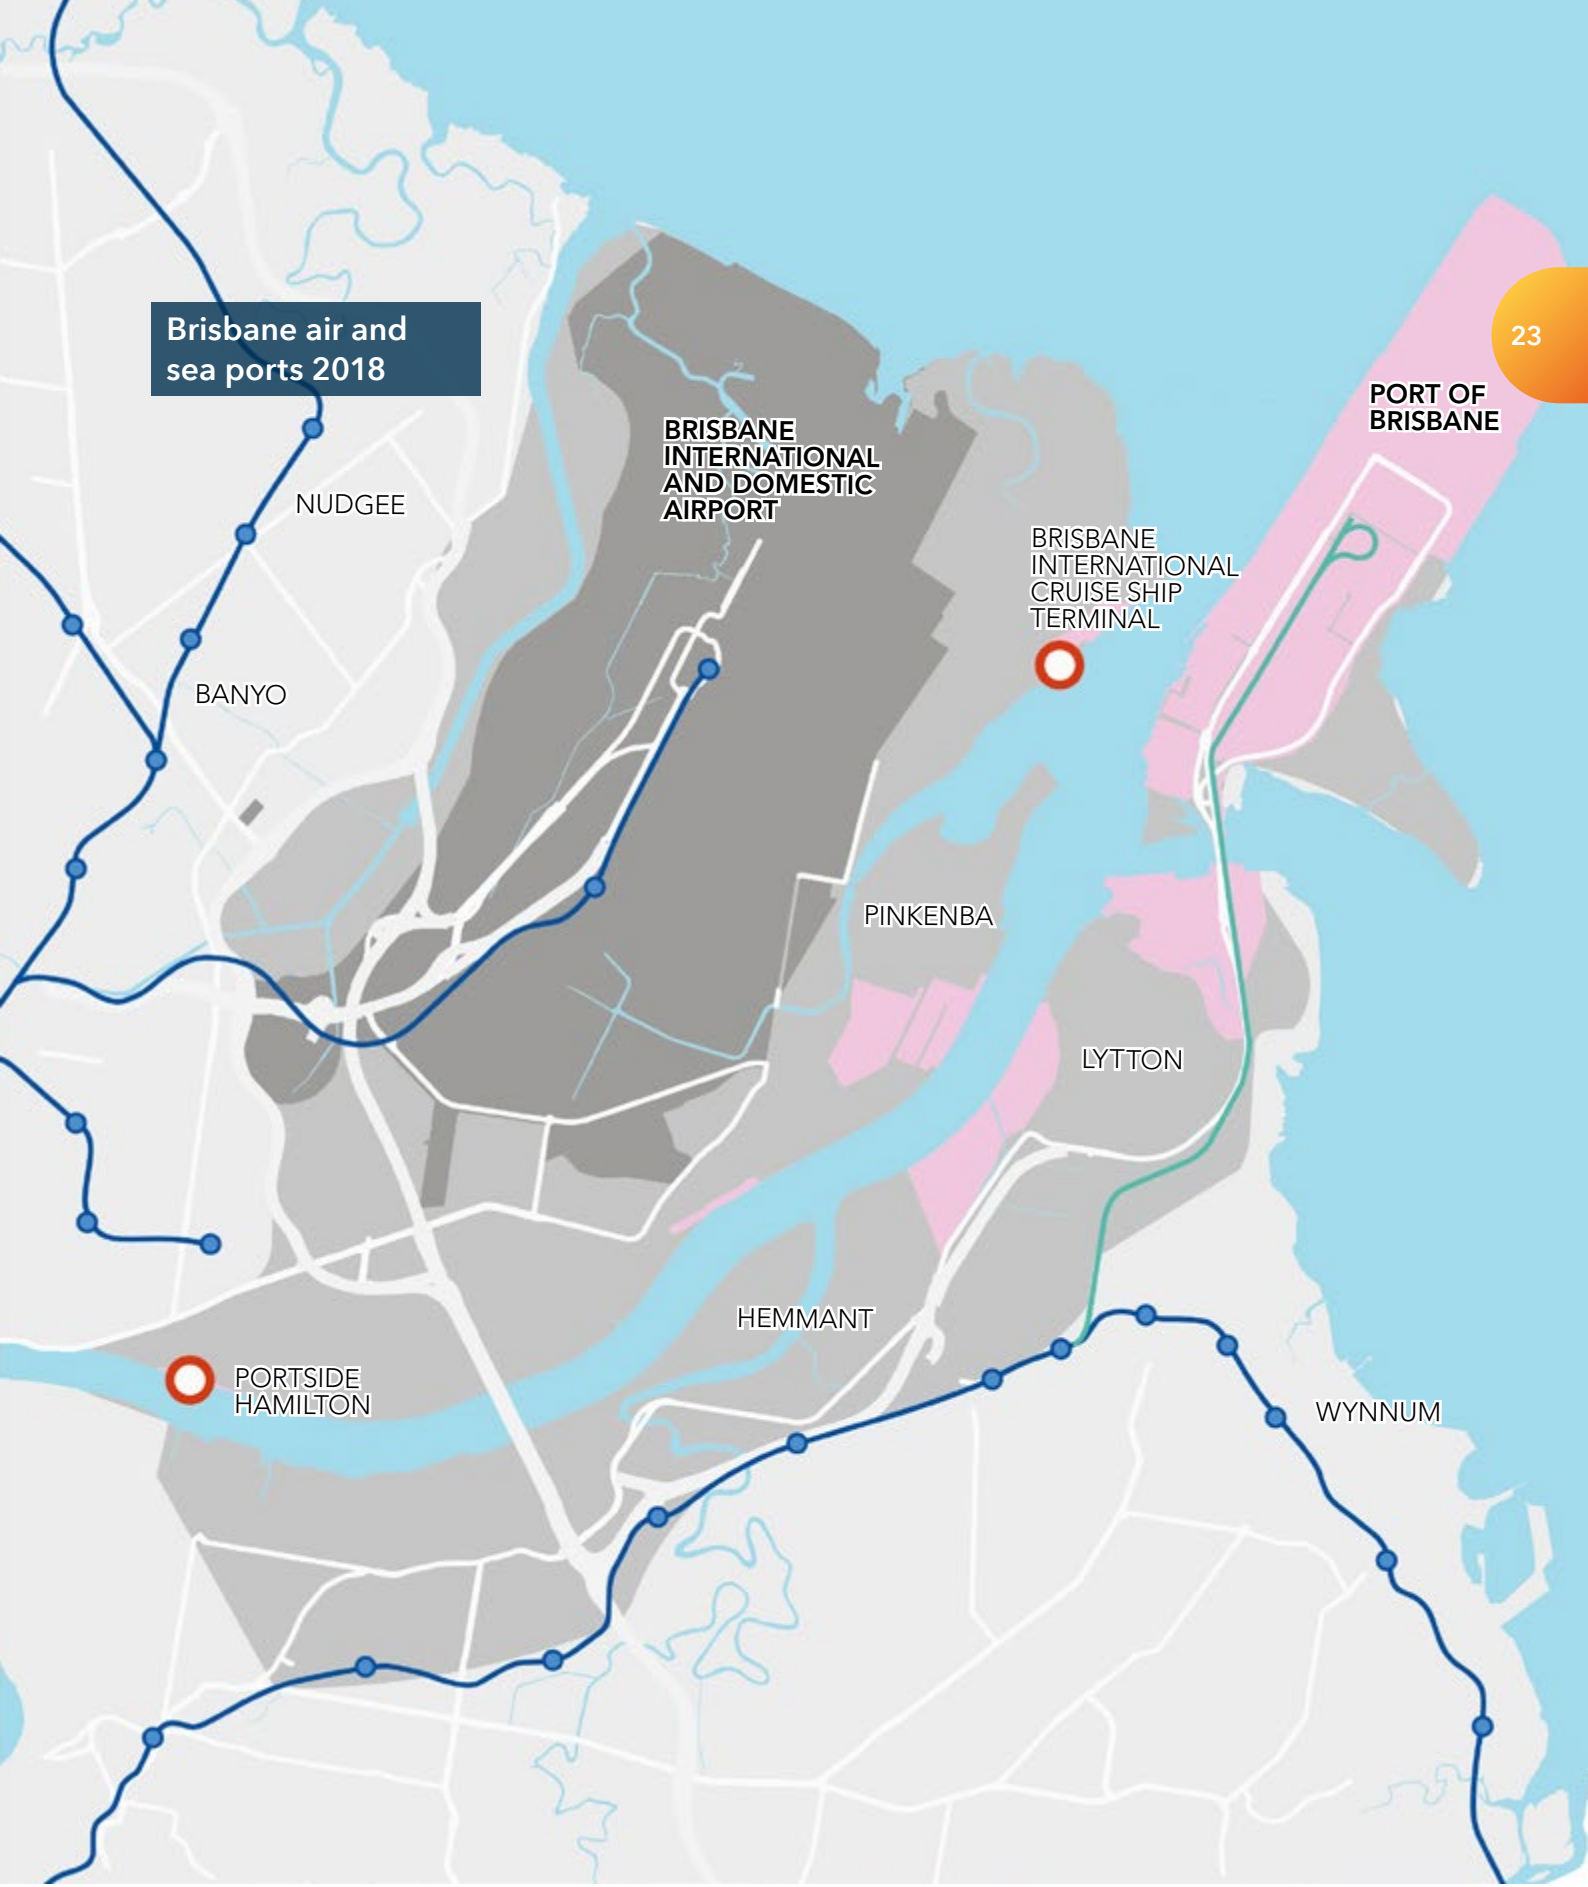 Brisbane air and
sea ports 2018
23
PORT OF
BRISBANE
BRISBANE
INTERNATIONAL
AND DOMESTIC
AIRPORT
NUDGEE
BRISBANE
INTERNATIONAL
CRUISE SHIP
TERMINAL
BANYO
PINKENBA
LYTTON
HEMMANT
PORTSIDE
HAMILTON
WYNNUM